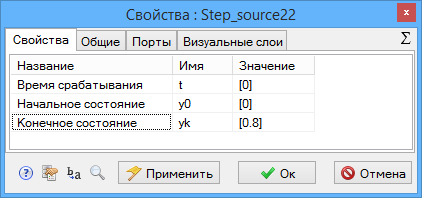 Свойства : Step_source22
Свойства Общие Порты Визуальные слои Σ
Название Имя Значение
Время срабатывания t [0]
Начальное состояние y0 [0]
Конечное состояние yk [0.8]
? b a Применить Ок Отмена